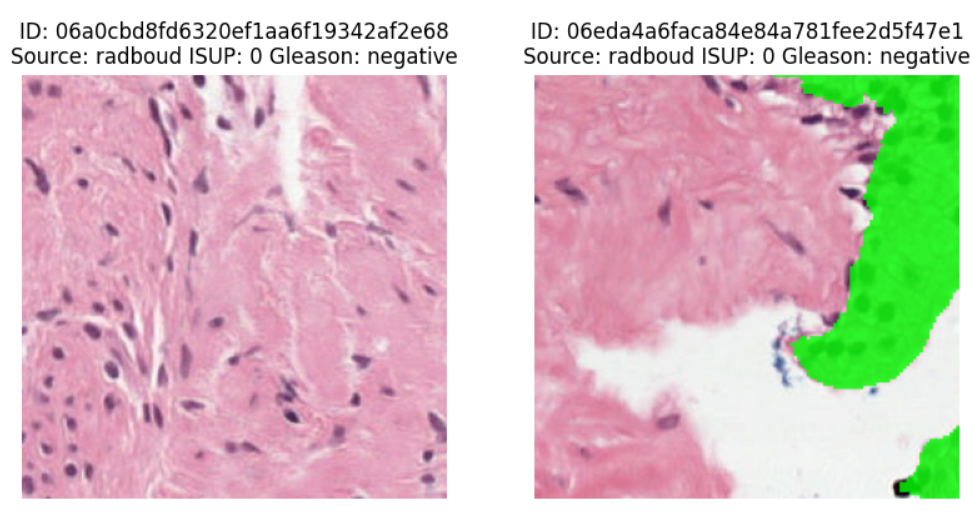 ID: 06a0cbd8fd6320ef1aa6f19342af2e68
Source: radboud ISUP: 0 Gleason: negative
ID: 06eda4a6faca84e84a781fee2d5f47e1
Source: radboud ISUP: 0 Gleason: negative